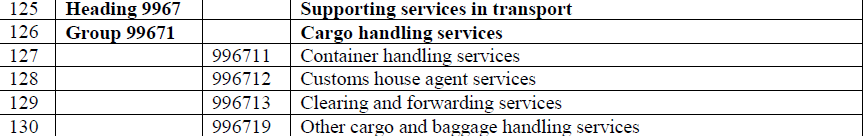 125 Heading 9967 Supporting services in transport
126 Group 99671 Cargo handling services
127 996711 Container handling services
128 996712 Customs house agent services
129 996713 Clearing and forwarding services
130 996719 Other cargo and baggage handling services